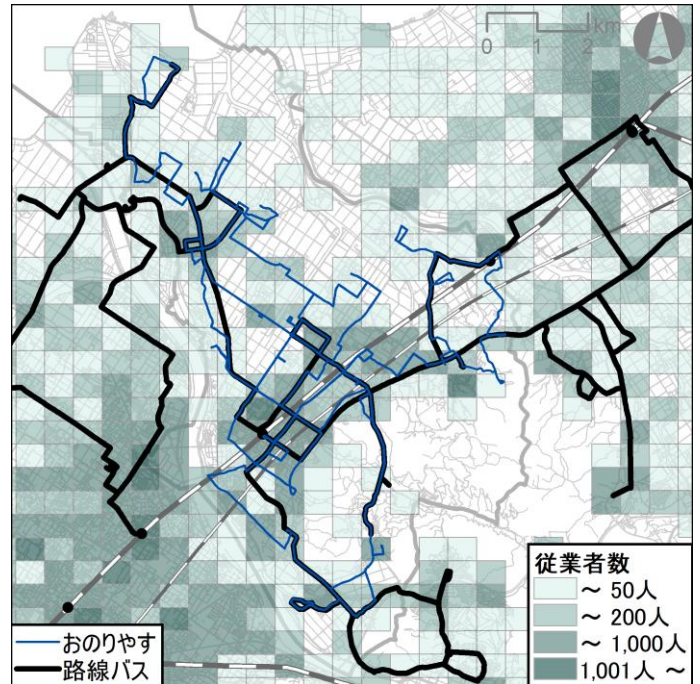 0 1 2 km
おのりやす
路線バス
従業者数
~ 50人
~ 200人
~ 1,000人
1,001人 ~